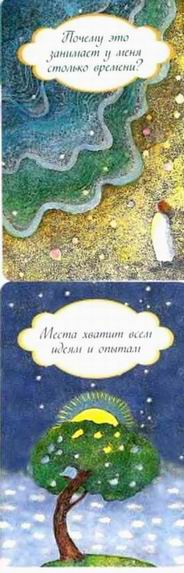 Почему это
занимает у меня
столько времени?
Места хватит всем
идеям и опытам